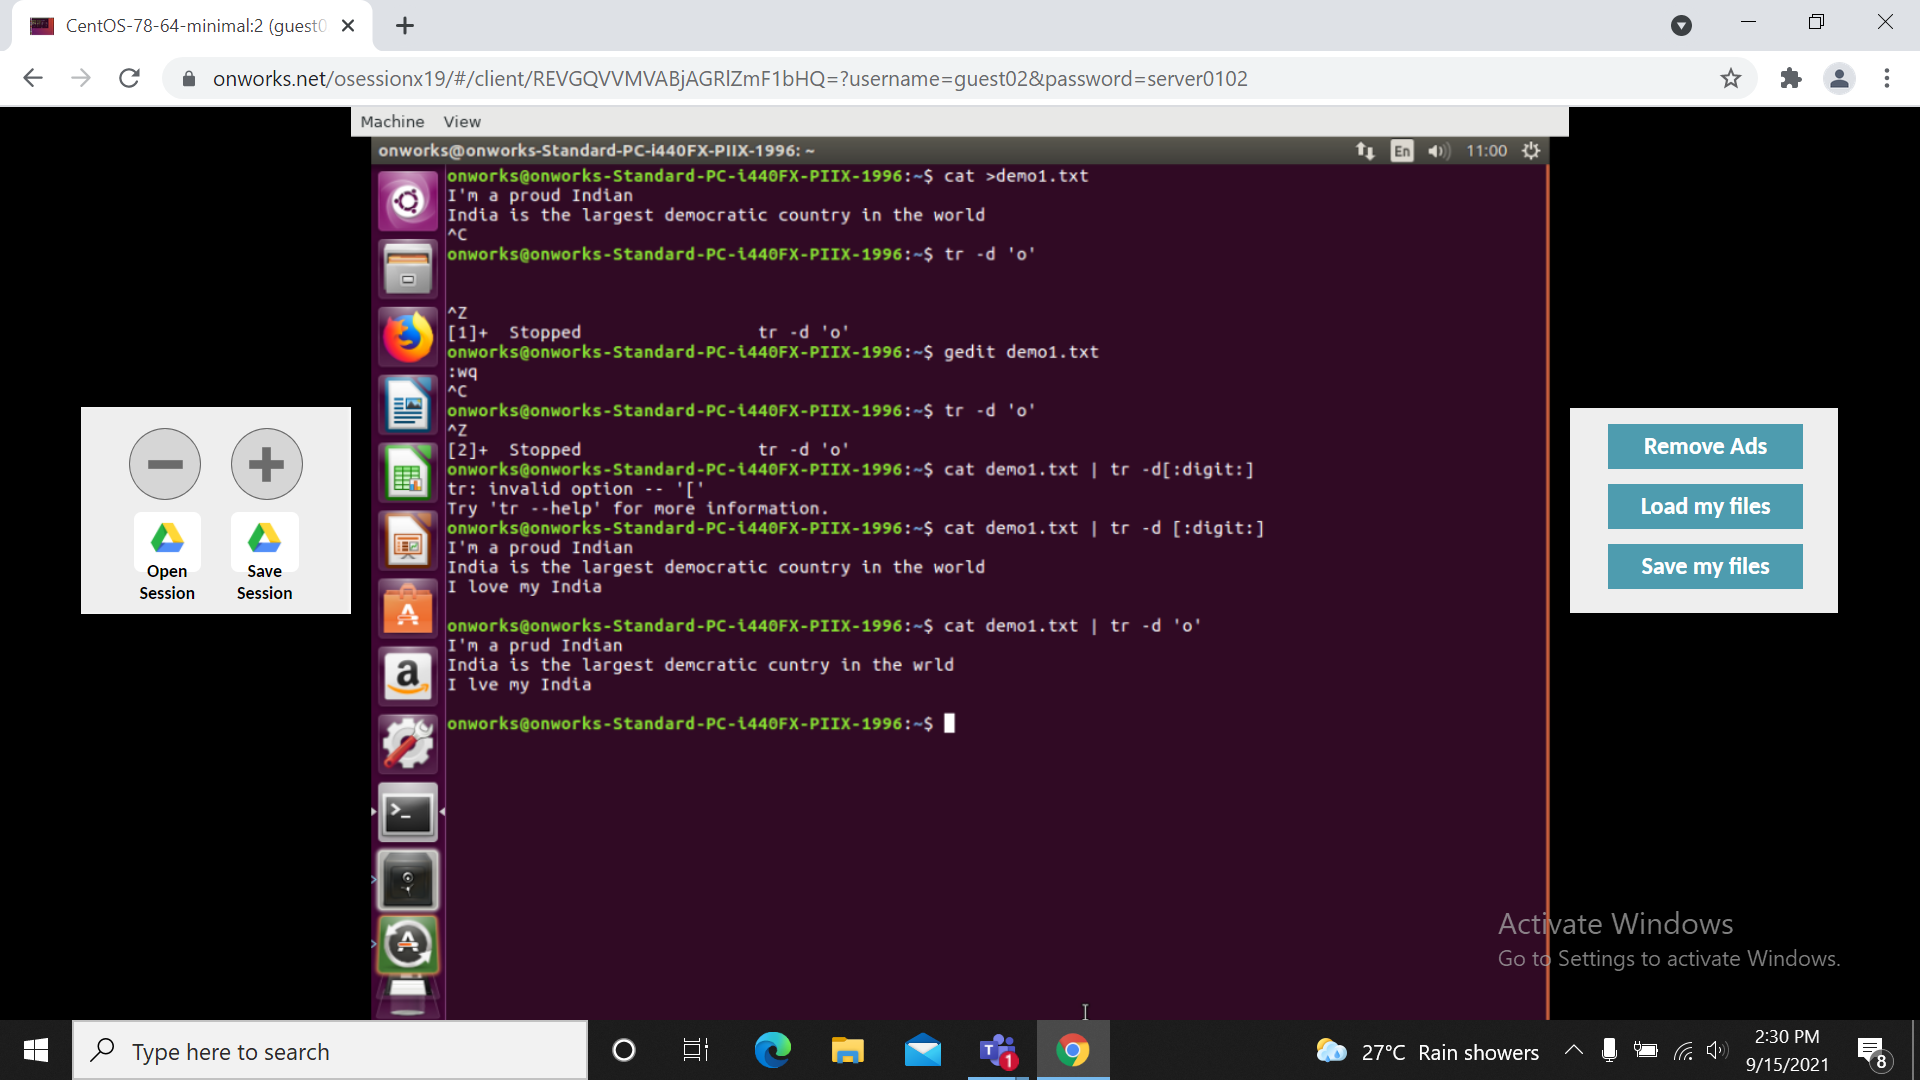 CentOS-78-64-minimal:2 (guest0
onworks.net/osessionx19/#/client/REVGQVVMVABjAGRlZmF1bHQ=?username=guest02&password=server0102
Machine View
onworks@onworks-Standard-PC-i440FX-PIIX-1996: ~
En 11:00
onworks@onworks-Standard-PC-i440FX-PIIX-1996:~$ cat >demo1.txt
I'm a proud Indian
India is the largest democratic country in the world
^C
onworks@onworks-Standard-PC-i440FX-PIIX-1996:~$ tr -d 'o'
^Z
[1]+  Stopped                 tr -d 'o'
onworks@onworks-Standard-PC-i440FX-PIIX-1996:~$ gedit demo1.txt
:wq
^C
onworks@onworks-Standard-PC-i440FX-PIIX-1996:~$ tr -d 'o'
^Z
[2]+  Stopped                 tr -d 'o'
onworks@onworks-Standard-PC-i440FX-PIIX-1996:~$ cat demo1.txt | tr -d[:digit:]
tr: invalid option -- '['
Try 'tr --help' for more information.
onworks@onworks-Standard-PC-i440FX-PIIX-1996:~$ cat demo1.txt | tr -d [:digit:]
I'm a proud Indian
India is the largest democratic country in the world
I love my India
onworks@onworks-Standard-PC-i440FX-PIIX-1996:~$ cat demo1.txt | tr -d 'o'
I'm a prud Indian
India is the largest demcratic cuntry in the wrld
I lve my India
onworks@onworks-Standard-PC-i440FX-PIIX-1996:~$
Open Session
Save Session
Remove Ads
Load my files
Save my files
Activate Windows
Go to Settings to activate Windows.
Type here to search
1
27°C Rain showers
2:30 PM
9/15/2021
8